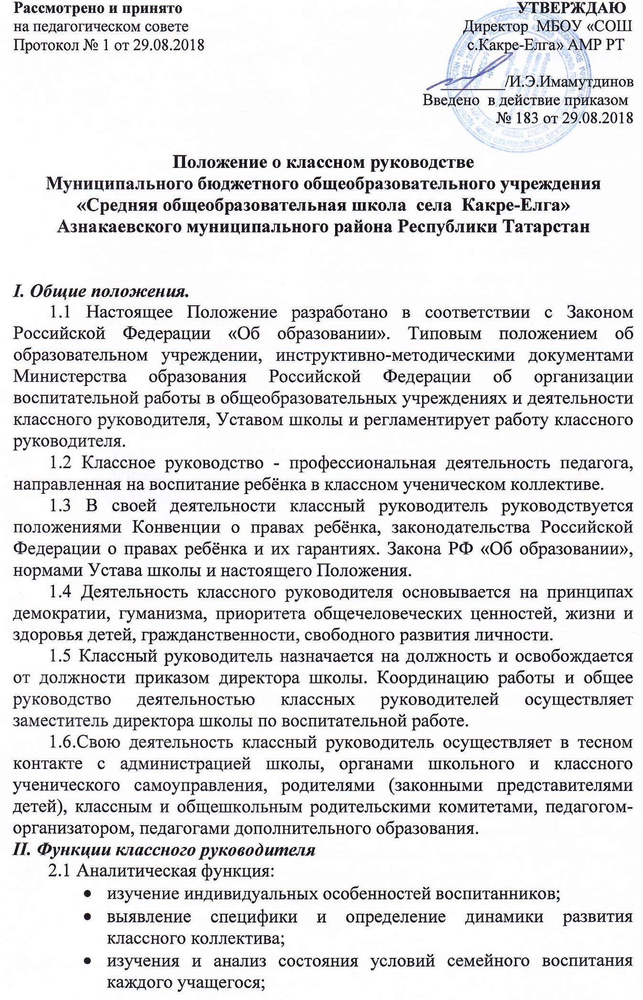 Рассмотрено и принято УТВЕРЖДАЮ
на педагогическом совете Директор МБОУ «СОШ
Протокол № 1 от 29.08.2018 с.Какре-Елга» АМР РТ
/И.Э.Имамутдинов
Введено в действие приказом
№ 183 от 29.08.2018
Положение о классном руководстве
Муниципального бюджетного общеобразовательного учреждения
«Средняя общеобразовательная школа села Какре-Елга»
Азнакаевского муниципального района Республики Татарстан
I. Общие положения.
1.1 Настоящее Положение разработано в соответствии с Законом
Российской Федерации «Об образовании». Типовым положением об
образовательном учреждении, инструктивно-методическими документами
Министерства образования Российской Федерации об организации
воспитательной работы в общеобразовательных учреждениях и деятельности
классного руководителя, Уставом школы и регламентирует работу классного
руководителя.
1.2 Классное руководство - профессиональная деятельность педагога,
направленная на воспитание ребёнка в классном ученическом коллективе.
1.3 В своей деятельности классный руководитель руководствуется
положениями Конвенции о правах ребёнка, законодательства Российской
Федерации о правах ребёнка и их гарантиях. Закона РФ «Об образовании»,
нормами Устава школы и настоящего Положения.
1.4 Деятельность классного руководителя основывается на принципах
демократии, гуманизма, приоритета общечеловеческих ценностей, жизни и
здоровья детей, гражданственности, свободного развития личности.
1.5 Классный руководитель назначается на должность и освобождается
от должности приказом директора школы. Координацию работы и общее
руководство деятельностью классных руководителей осуществляет
заместитель директора школы по воспитательной работе.
1.6.Свою деятельность классный руководитель осуществляет в тесном
контакте с администрацией школы, органами школьного и классного
ученического самоуправления, родителями (законными представителями
детей), классным и общешкольным родительскими комитетами, педагогом-
организатором, педагогами дополнительного образования.
II. Функции классного руководителя
2.1 Аналитическая функция:
• изучение индивидуальных особенностей воспитанников;
• выявление специфики и определение динамики развития
классного коллектива;
• изучения и анализ состояния условий семейного воспитания
каждого учащегося;